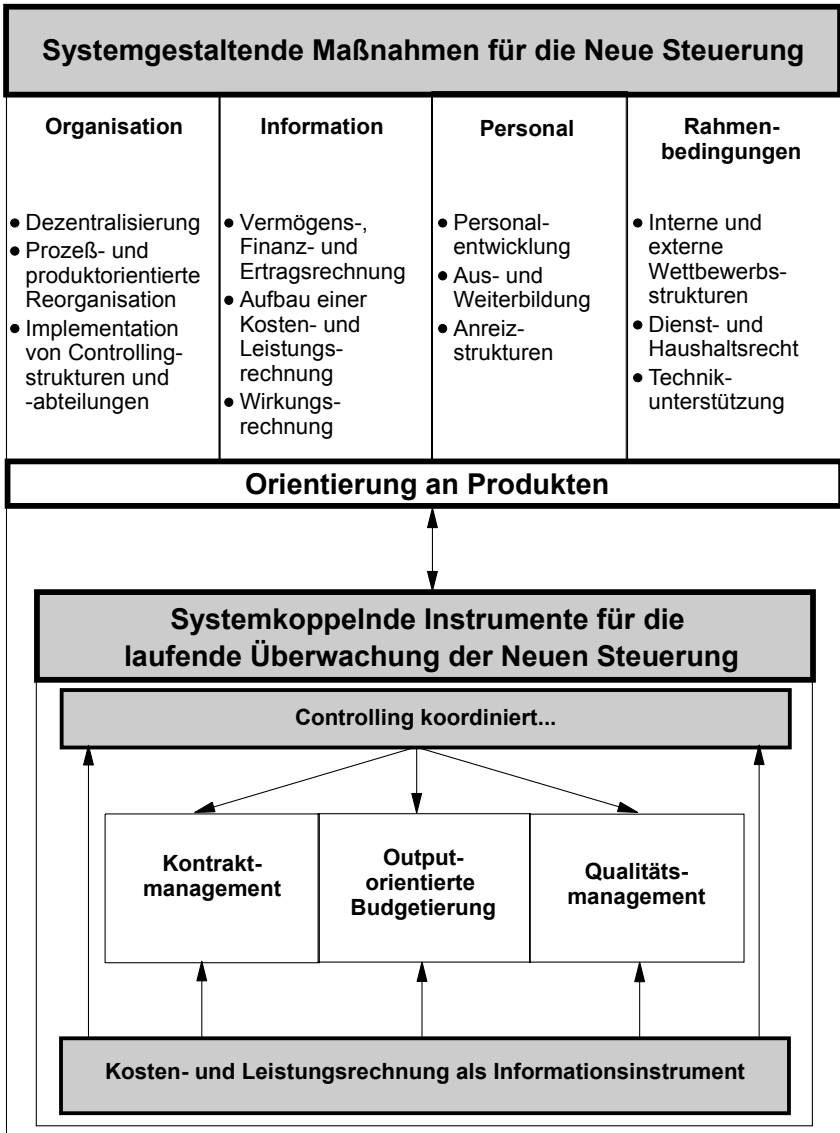 Systemgestaltende Maßnahmen für die Neue Steuerung
Organisation
• Dezentralisierung
• Prozeß- und
produktorientierte
Reorganisation
• Implementation
von Controlling-
strukturen und
-abteilungen
Information
• Vermögens-,
Finanz- und
Ertragsrechnung
• Aufbau einer
Kosten- und
Leistungs-
rechnung
• Wirkungs-
rechnung
Personal
• Personal-
entwicklung
• Aus- und
Weiterbildung
• Anreiz-
strukturen
Rahmen-
bedingungen
• Interne und
externe
Wettbewerbs-
strukturen
• Dienst- und
Haushaltsrecht
• Technik-
unterstützung
Orientierung an Produkten
Systemkoppelnde Instrumente für die
laufende Überwachung der Neuen Steuerung
Controlling koordiniert...
Kontrakt-
management
Output-
orientierte
Budgetierung
Qualitäts-
management
Kosten- und Leistungsrechnung als Informationsinstrument